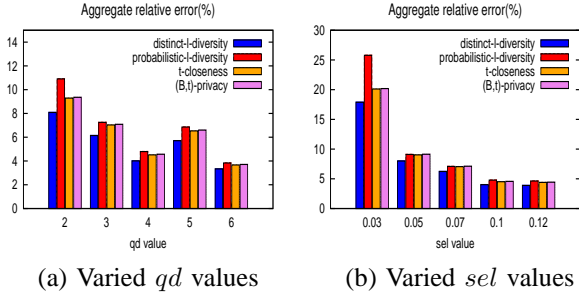 Aggregate relative error(%)
14
12
10
8
6
4
2
0
distinct-l-diversity
probabilistic-l-diversity
t-closeness
(B,t)-privacy
2 3 4 5 6
qd value
(a) Varied qd values
Aggregate relative error(%)
30
25
20
15
10
5
0
distinct-l-diversity
probabilistic-l-diversity
t-closeness
(B,t)-privacy
0.03 0.05 0.07 0.1 0.12
sel value
(b) Varied sel values